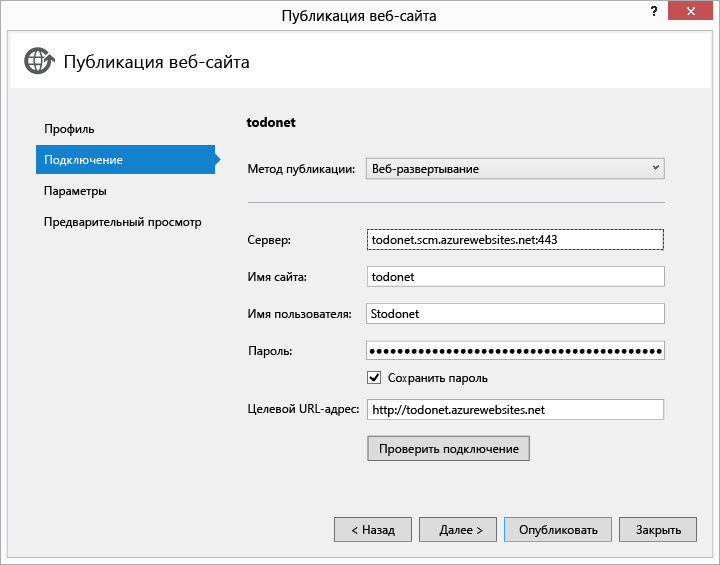 Публикация веб-сайта
?
Публикация веб-сайта
Профиль
Подключение
Параметры
Предварительный просмотр
todonet
Метод публикации: Веб-развертывание
Сервер: todonet.scm.azurewebsites.net:443
Имя сайта: todonet
Имя пользователя: Stodonet
Пароль:
Сохранить пароль
Целевой URL-адрес: http://todonet.azurewebsites.net
Проверить подключение
< Назад Далее > Опубликовать Закрыть